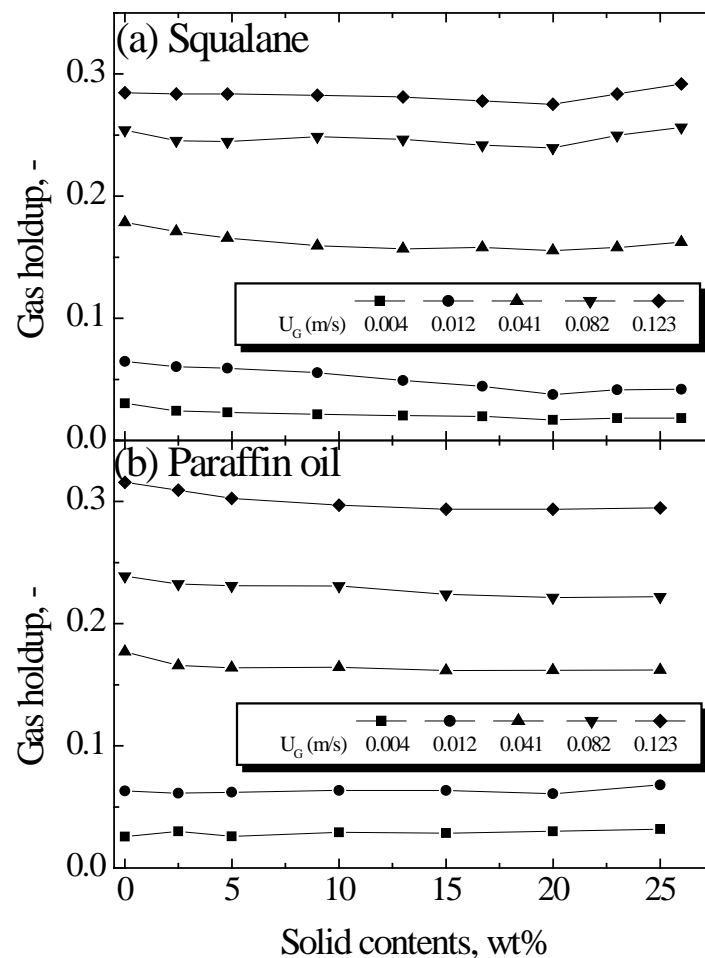 (a) Squalane
0.3
0.2
0.1
0.0
Gas holdup, -
U_G (m/s) 0.004 0.012 0.041 0.082 0.123
(b) Paraffin oil
0.3
0.2
0.1
0.0
Gas holdup, -
U_G (m/s) 0.004 0.012 0.041 0.082 0.123
0 5 10 15 20 25
Solid contents, wt%